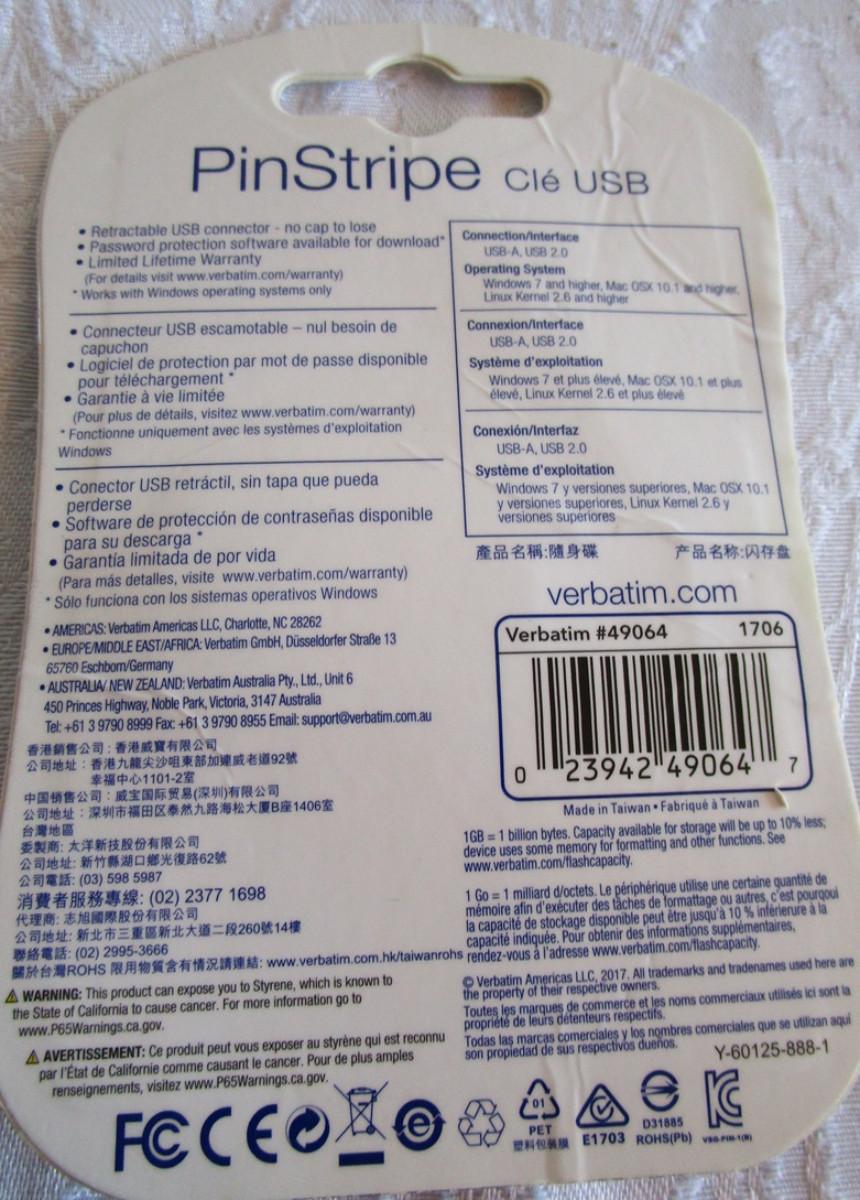 PinStripe Clé USB
• Retractable USB connector - no cap to lose
• Password protection software available for download*
• Limited Lifetime Warranty
(For details visit www.verbatim.com/warranty)
* Works with Windows operating systems only
• Connecteur USB escamotable – nul besoin de
capuchon
• Logiciel de protection par mot de passe disponible
pour téléchargement *
• Garantie à vie limitée
(Pour plus de détails, visitez www.verbatim.com/warranty)
* Fonctionne uniquement avec les systèmes d'exploitation
Windows
• Conector USB retráctil, sin tapa que pueda
perderse
• Software de protección de contraseñas disponible
para su descarga *
• Garantía limitada de por vida
(Para más detalles, visite www.verbatim.com/warranty)
* Sólo funciona con los sistemas operativos Windows
• AMERICAS: Verbatim Americas LLC, Charlotte, NC 28262
• EUROPE/MIDDLE EAST/AFRICA: Verbatim GmbH, Düsseldorfer Straße 13
65760 Eschborn/Germany
• AUSTRALIA/ NEW ZEALAND: Verbatim Australia Pty., Ltd., Unit 6
450 Princes Highway, Noble Park, Victoria, 3147 Australia
Tel: +61 3 9790 8999 Fax: +61 3 9790 8955 Email: support@verbatim.com.au
香港銷售公司：香港威寶有限公司
公司地址：香港九龍尖沙咀東部加連威老道92號
幸福中心1101-2室
中国销售公司：威宝国际贸易(深圳)有限公司
公司地址：深圳市福田区泰然九路海松大厦B座1406室
台灣地區
委製商: 太洋新技股份有限公司
公司地址: 新竹縣湖口鄉光復路62號
公司電話: (03) 598 5987
消費者服務專線: (02) 2377 1698
代理商: 志旭國際股份有限公司
公司地址: 新北市三重區新北大道二段260號14樓
聯絡電話: (02) 2995-3666
關於台灣ROHS 限用物質含有情況請連結: www.verbatim.com.hk/taiwanrohs
⚠ WARNING: This product can expose you to Styrene, which is known to
the State of California to cause cancer. For more information go to
www.P65Warnings.ca.gov.
⚠ AVERTISSEMENT: Ce produit peut vous exposer au styrène qui est reconnu
par l'État de Californie comme causant le cancer. Pour de plus amples
renseignements, visitez www.P65Warnings.ca.gov.
Connection/Interface
USB-A, USB 2.0
Operating System
Windows 7 and higher, Mac OSX 10.1 and higher,
Linux Kernel 2.6 and higher
Connexion/Interface
USB-A, USB 2.0
Système d'exploitation
Windows 7 et plus élevé, Mac OSX 10.1 et plus
élevé, Linux Kernel 2.6 et plus élevé
Conexión/Interfaz
USB-A, USB 2.0
Système d'exploitation
Windows 7 y versiones superiores, Mac OSX 10.1
y versiones superiores, Linux Kernel 2.6 y
versiones superiores
產品名稱:隨身碟 产品名称:闪存盘
verbatim.com
Verbatim #49064 1706
0 23942 49064 7
Made in Taiwan • Fabriqué à Taiwan
1GB = 1 billion bytes. Capacity available for storage will be up to 10% less;
device uses some memory for formatting and other functions. See
www.verbatim.com/flashcapacity.
1 Go = 1 milliard d'octets. Le périphérique utilise une certaine quantité de
mémoire afin d'exécuter des tâches de formattage ou autres, c'est pourquoi
la capacité de stockage disponible peut être jusqu'à 10 % inférieure à la
capacité indiquée. Pour obtenir des informations supplémentaires,
rendez-vous à l'adresse www.verbatim.com/flashcapacity.
© Verbatim Americas LLC, 2017. All trademarks and tradenames used here are
the property of their respective owners.
Toutes les marques de commerce et les noms commerciaux utilisés ici sont la
propriété de leurs détenteurs respectifs.
Todas las marcas comerciales y los nombres comerciales que se utilizan aquí
son propiedad de sus respectivos dueños.
Y-60125-888-1
FC CE e 01 KC
PET D31885
塑料包装膜 E1703 ROHS(Pb) VBG-PIN-1(B)